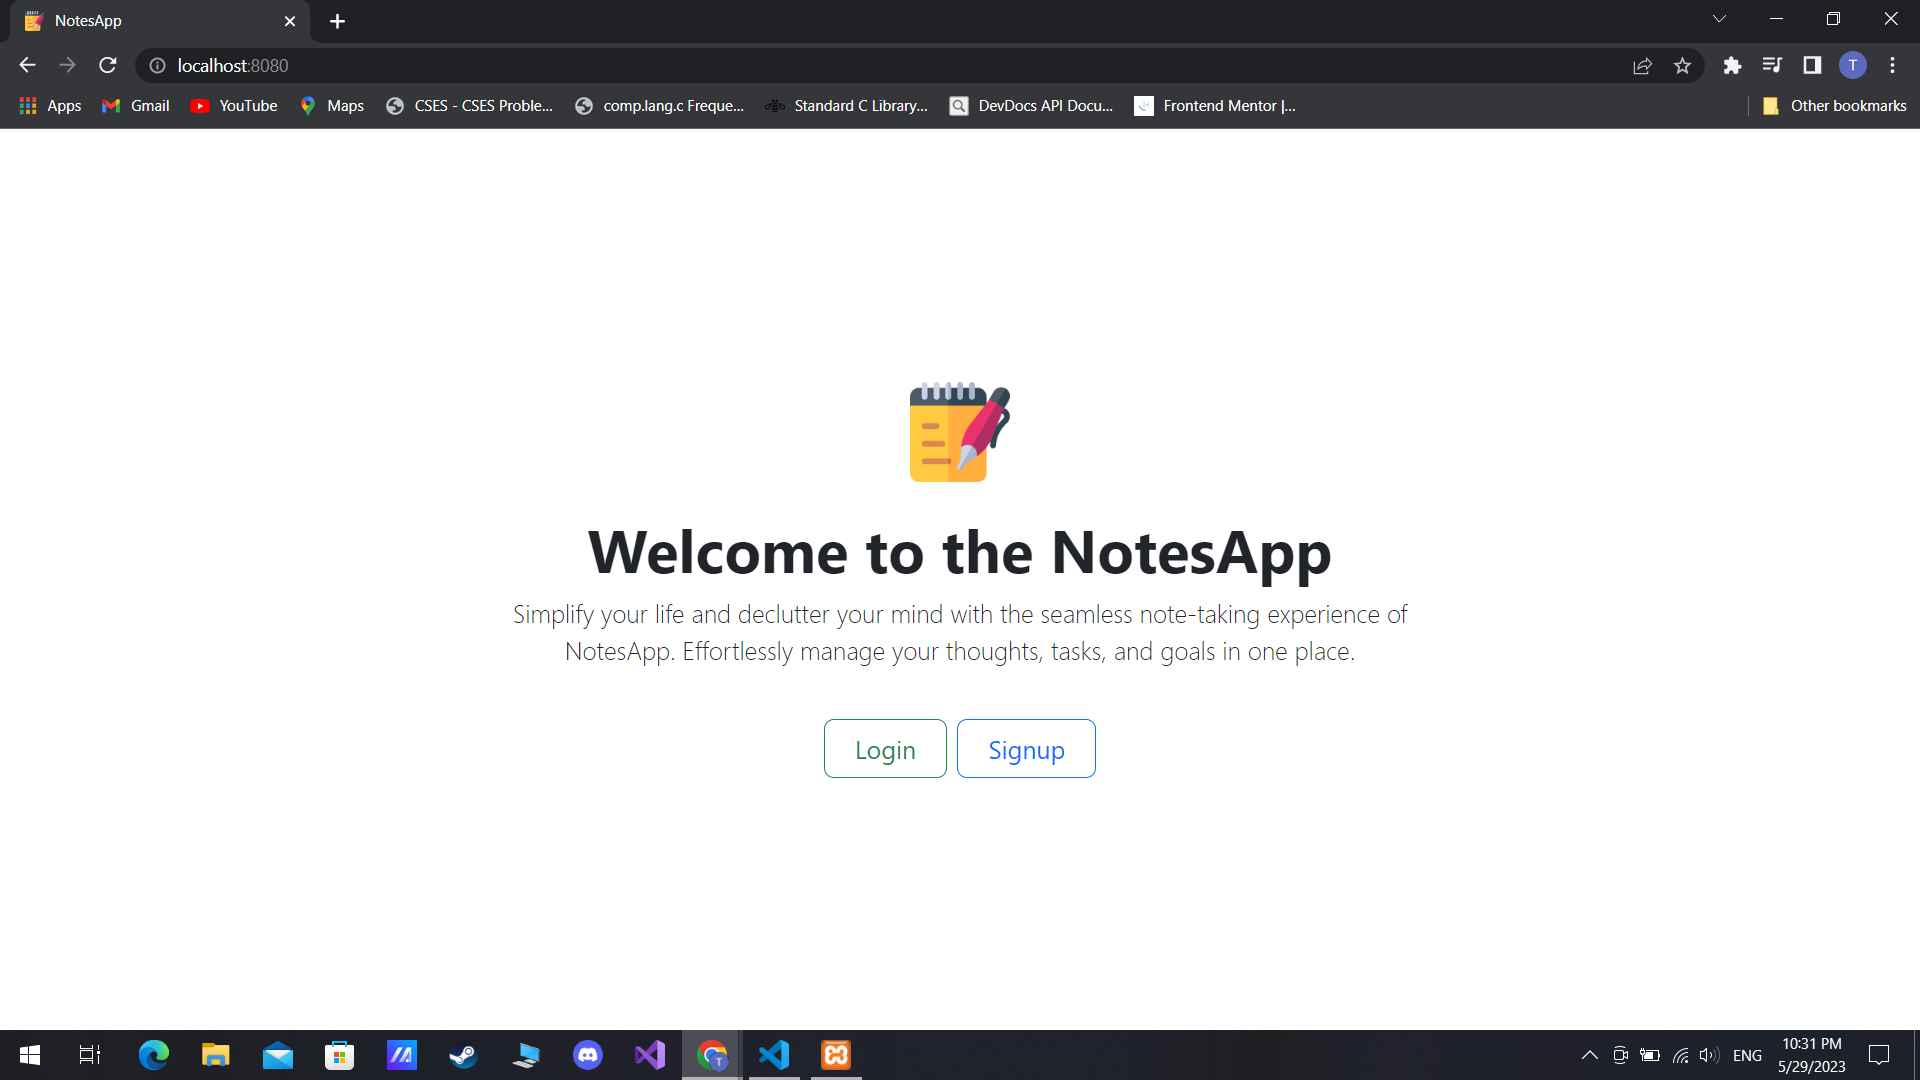 NotesApp
localhost:8080
T
Apps Gmail YouTube Maps CSES - CSES Proble... comp.lang.c Freque... Standard C Library... DevDocs API Docu... Frontend Mentor |... Other bookmarks
Welcome to the NotesApp
Simplify your life and declutter your mind with the seamless note-taking experience of
NotesApp. Effortlessly manage your thoughts, tasks, and goals in one place.
Login Signup
T
ENG
10:31 PM
5/29/2023